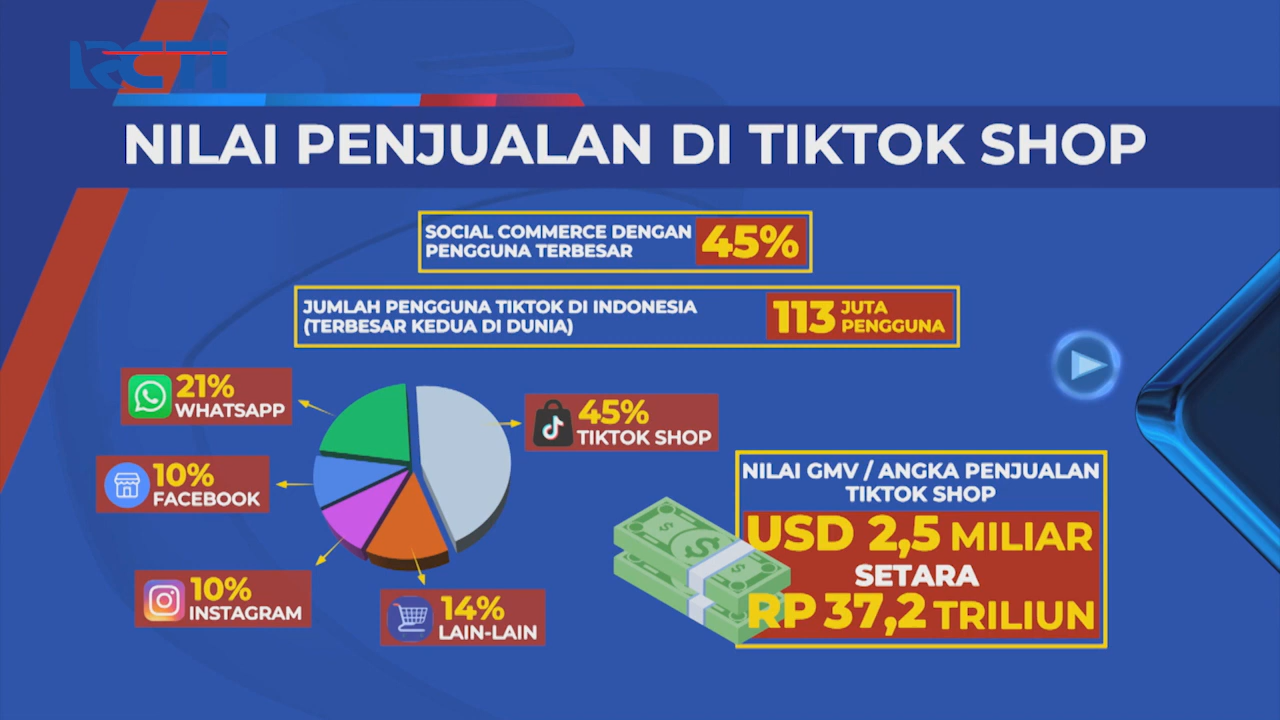 RCTI
NILAI PENJUALAN DI TIKTOK SHOP
SOCIAL COMMERCE DENGAN
PENGGUNA TERBESAR
45%
JUMLAH PENGGUNA TIKTOK DI INDONESIA
(TERBESAR KEDUA DI DUNIA)
113 JUTA
PENGGUNA
21%
WHATSAPP
45%
TIKTOK SHOP
10%
FACEBOOK
10%
INSTAGRAM
14%
LAIN-LAIN
NILAI GMV / ANGKA PENJUALAN
TIKTOK SHOP
USD 2,5 MILIAR
SETARA
RP 37,2 TRILIUN